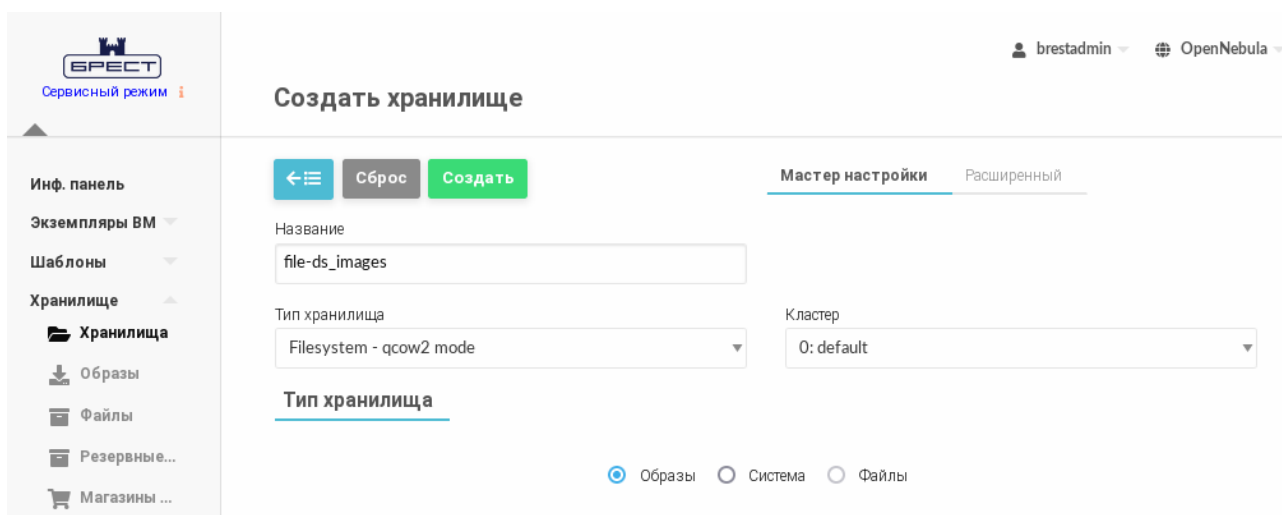 БРЕСТ
Сервисный режим i
brestadmin
OpenNebula
Создать хранилище
Сброс
Создать
Мастер настройки
Расширенный
Инф. панель
Экземпляры ВМ
Шаблоны
Хранилище
Хранилища
Образы
Файлы
Резервные...
Магазины ...
Название
file-ds_images
Тип хранилища
Кластер
Filesystem - qcow2 mode
0: default
Тип хранилища
Образы
Система
Файлы